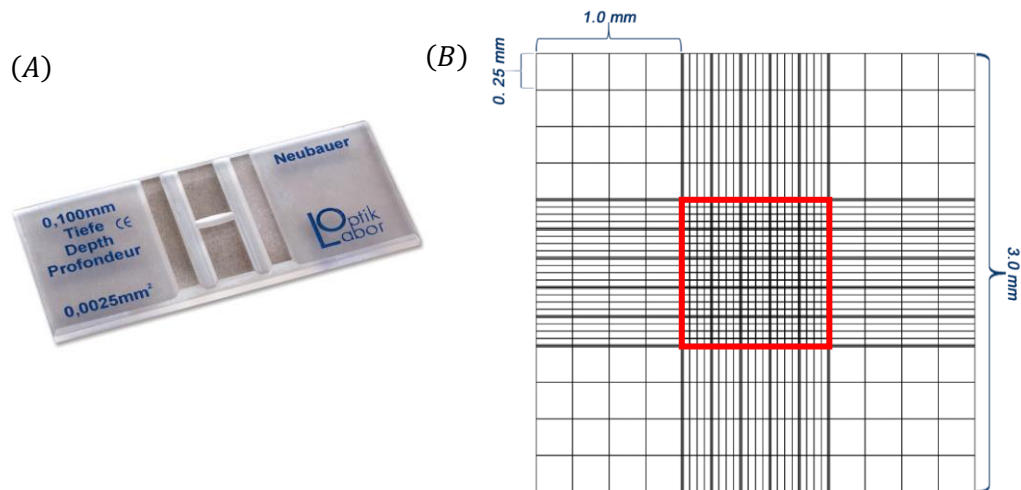 (A)
0,100mm
Tiefe CE
Depth
Profondeur
0,0025mm²
Neubauer
Optik
Labor
(B)
1.0 mm
0. 25 mm
3.0 mm